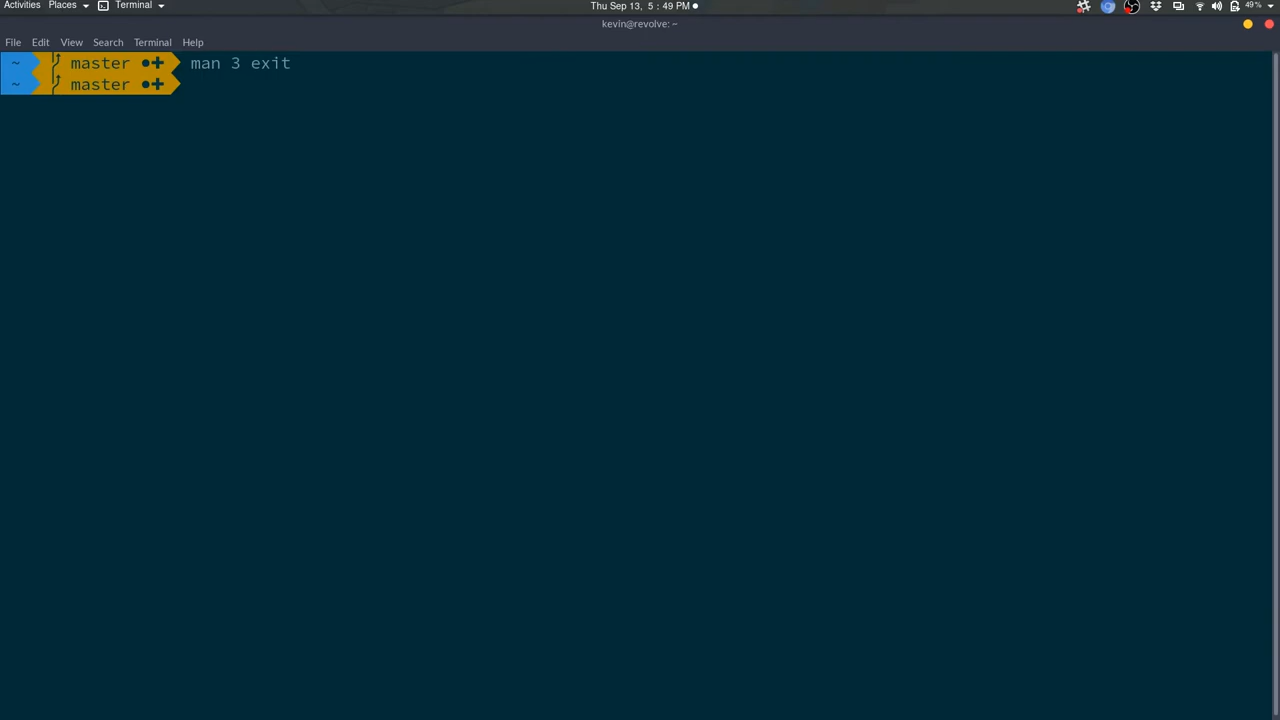 Activities Places Terminal Thu Sep 13, 5 : 49 PM 49%
kevin@revolve: ~
File Edit View Search Terminal Help
~ master ●✚ man 3 exit
~ master ●✚